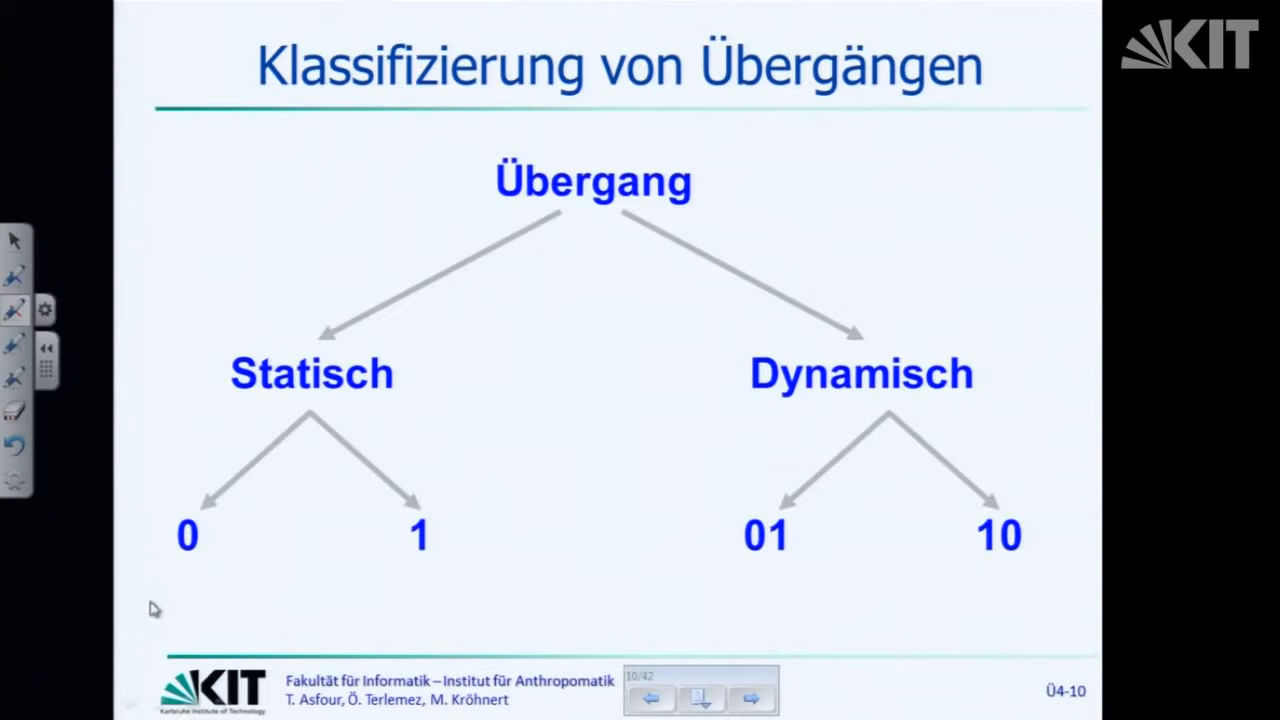 KIT
Klassifizierung von Übergängen
Übergang
Statisch
Dynamisch
0
1
01
10
KIT
Karlsruhe Institute of Technology
Fakultät für Informatik – Institut für Anthropomatik
T. Asfour, Ö. Terlemez, M. Kröhnert
10/42
Ü4-10